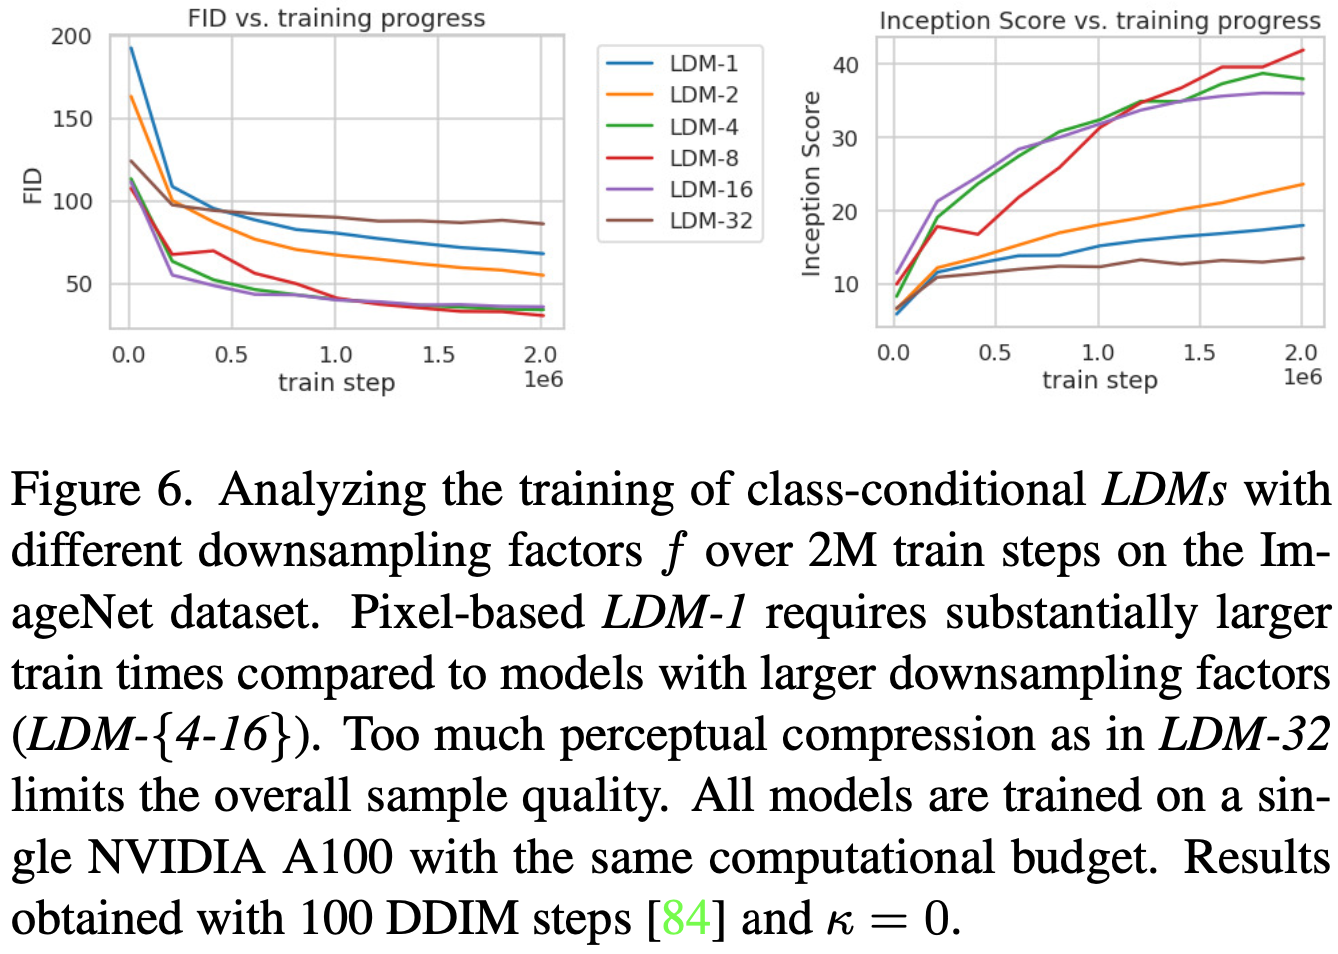 FID vs. training progress
200
150
100
50
FID
0.0 0.5 1.0 1.5 2.0
1e6
train step
LDM-1
LDM-2
LDM-4
LDM-8
LDM-16
LDM-32
Inception Score vs. training progress
40
30
20
10
Inception Score
0.0 0.5 1.0 1.5 2.0
1e6
train step
Figure 6. Analyzing the training of class-conditional LDMs with
different downsampling factors f over 2M train steps on the Im-
ageNet dataset. Pixel-based LDM-1 requires substantially larger
train times compared to models with larger downsampling factors
(LDM-{4-16}). Too much perceptual compression as in LDM-32
limits the overall sample quality. All models are trained on a sin-
gle NVIDIA A100 with the same computational budget. Results
obtained with 100 DDIM steps [84] and κ = 0.